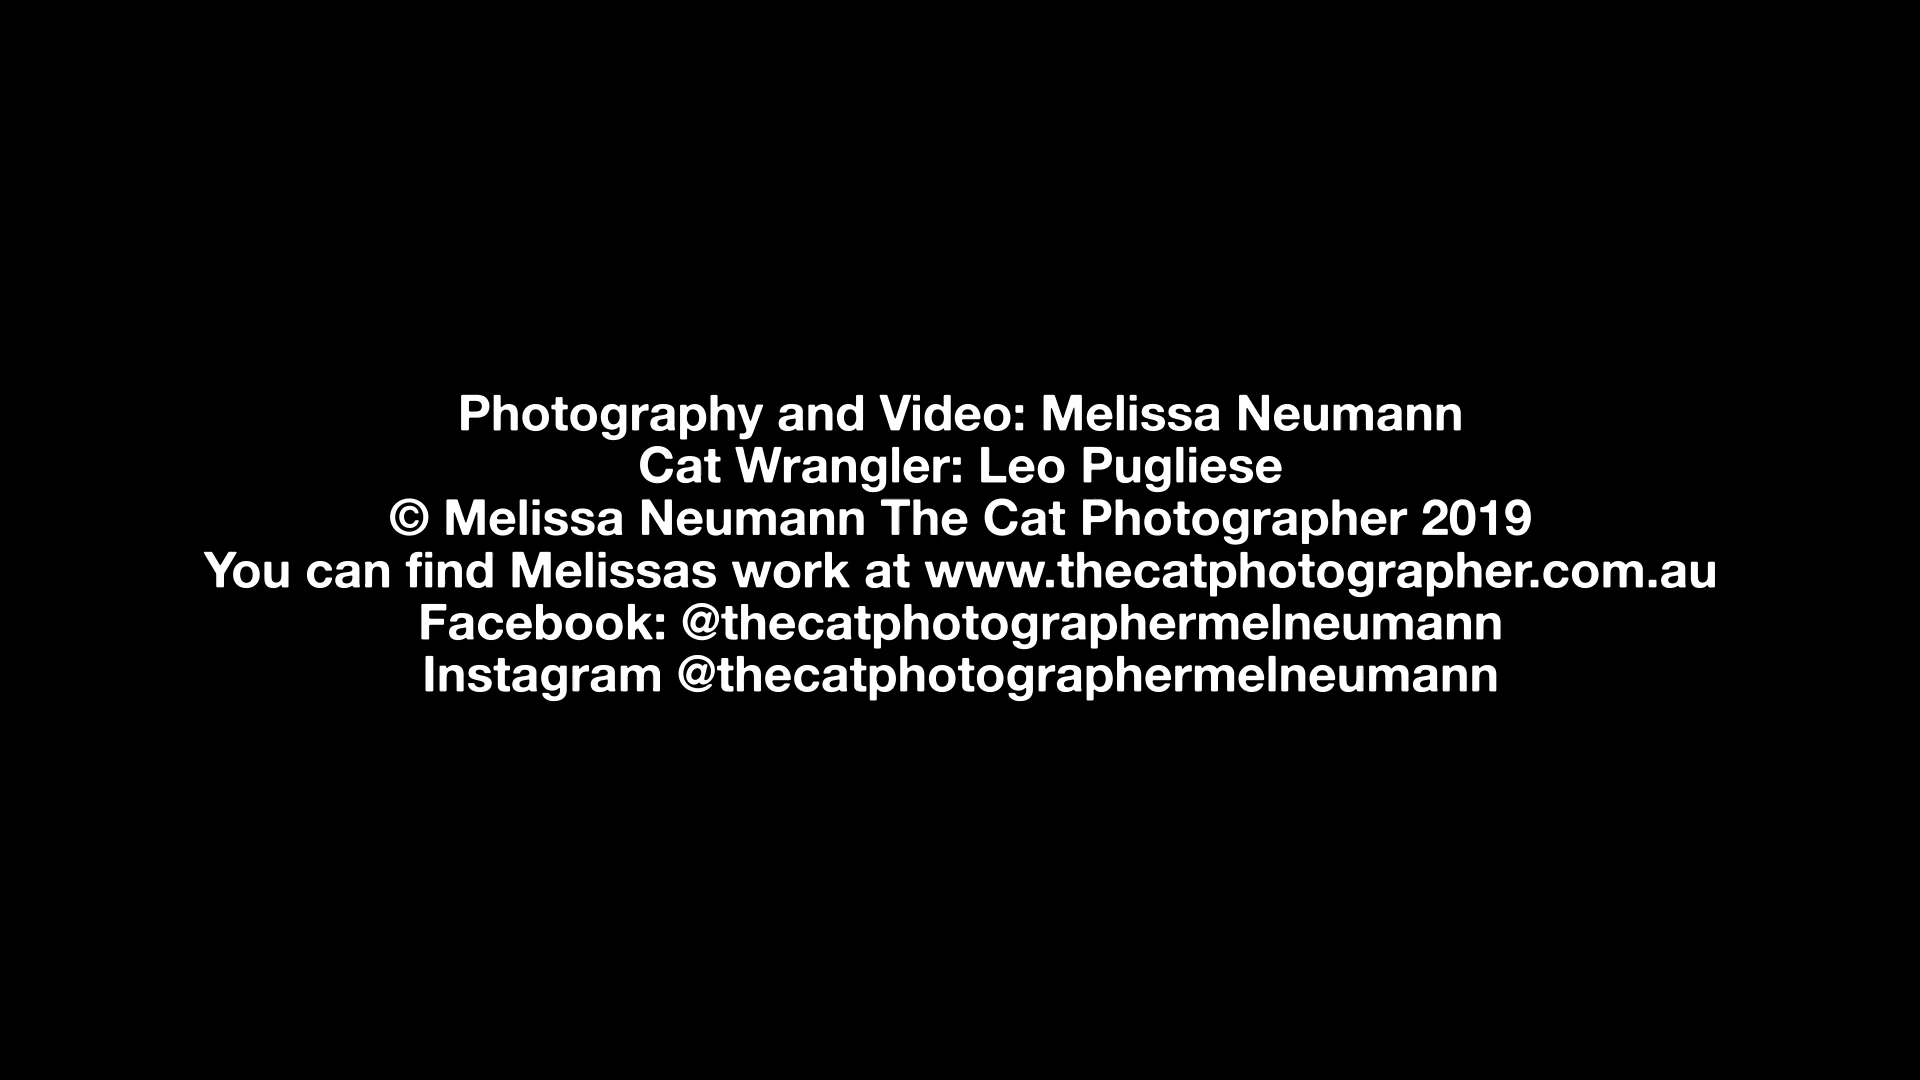 Photography and Video: Melissa Neumann
Cat Wrangler: Leo Pugliese
© Melissa Neumann The Cat Photographer 2019
You can find Melissas work at www.thecatphotographer.com.au
Facebook: @thecatphotographermelneumann
Instagram @thecatphotographermelneumann